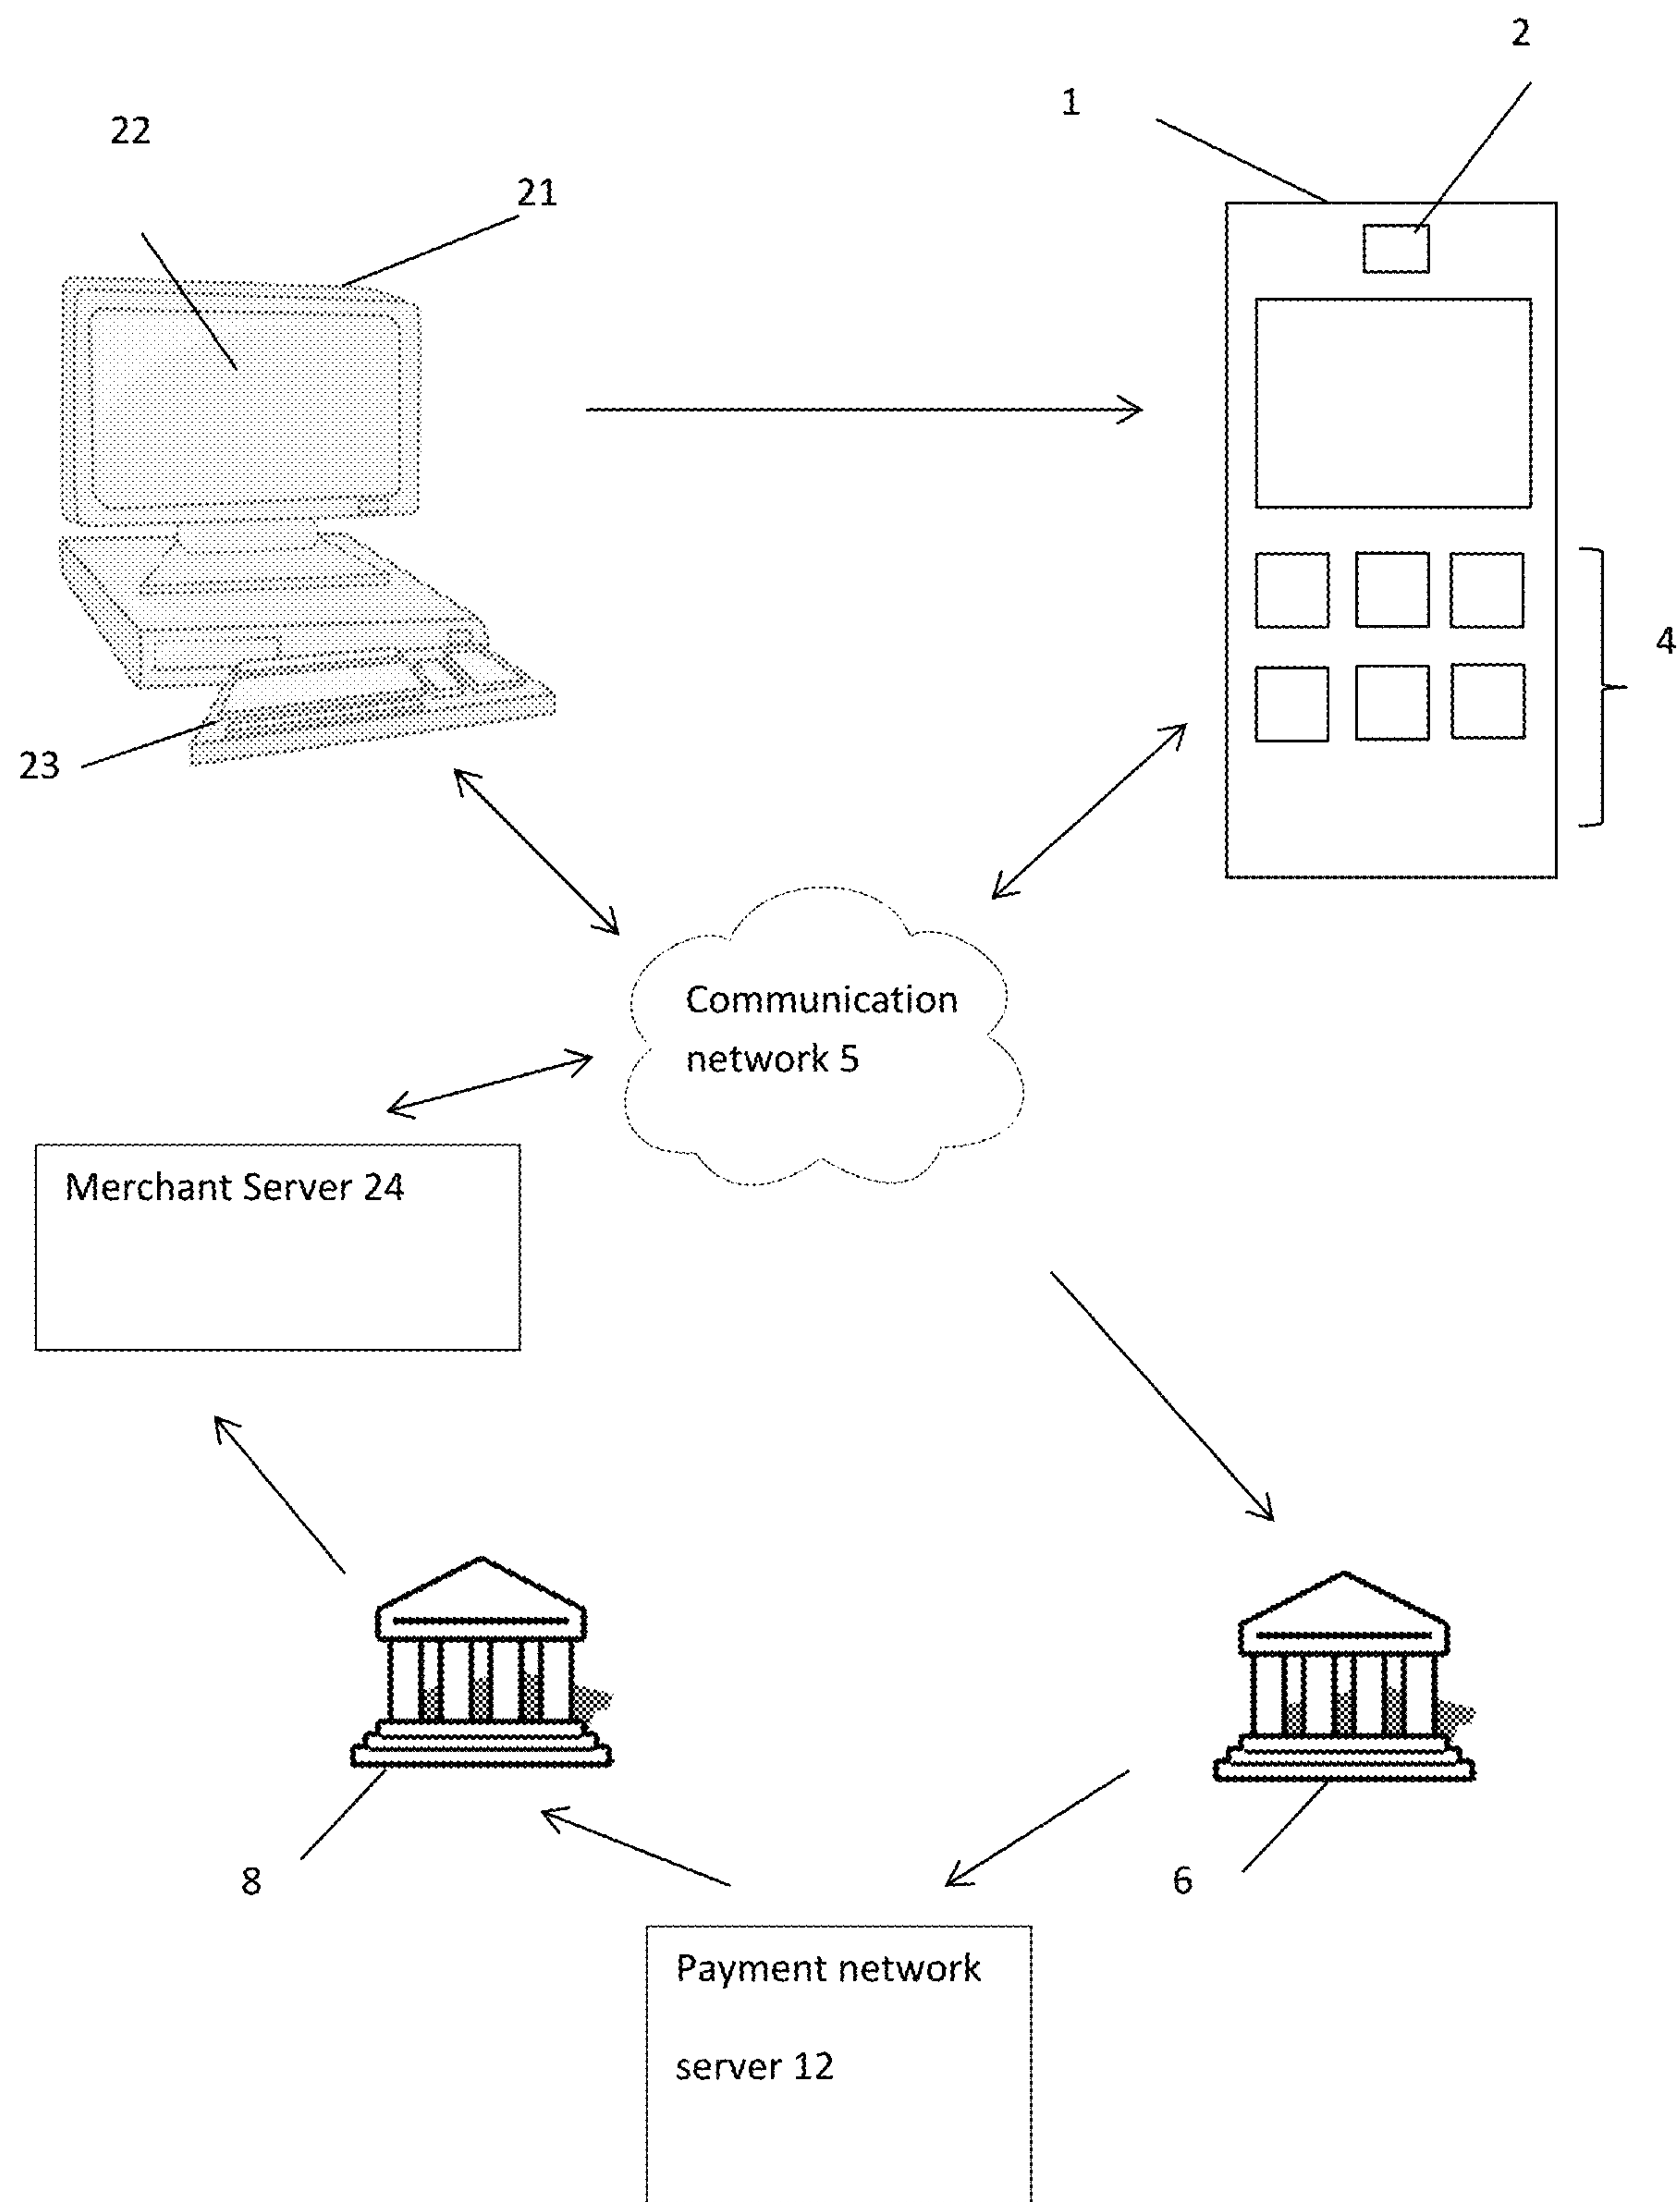 2
1
22
21
4
23
Communication
network 5
Merchant Server 24
8
6
Payment network
server 12